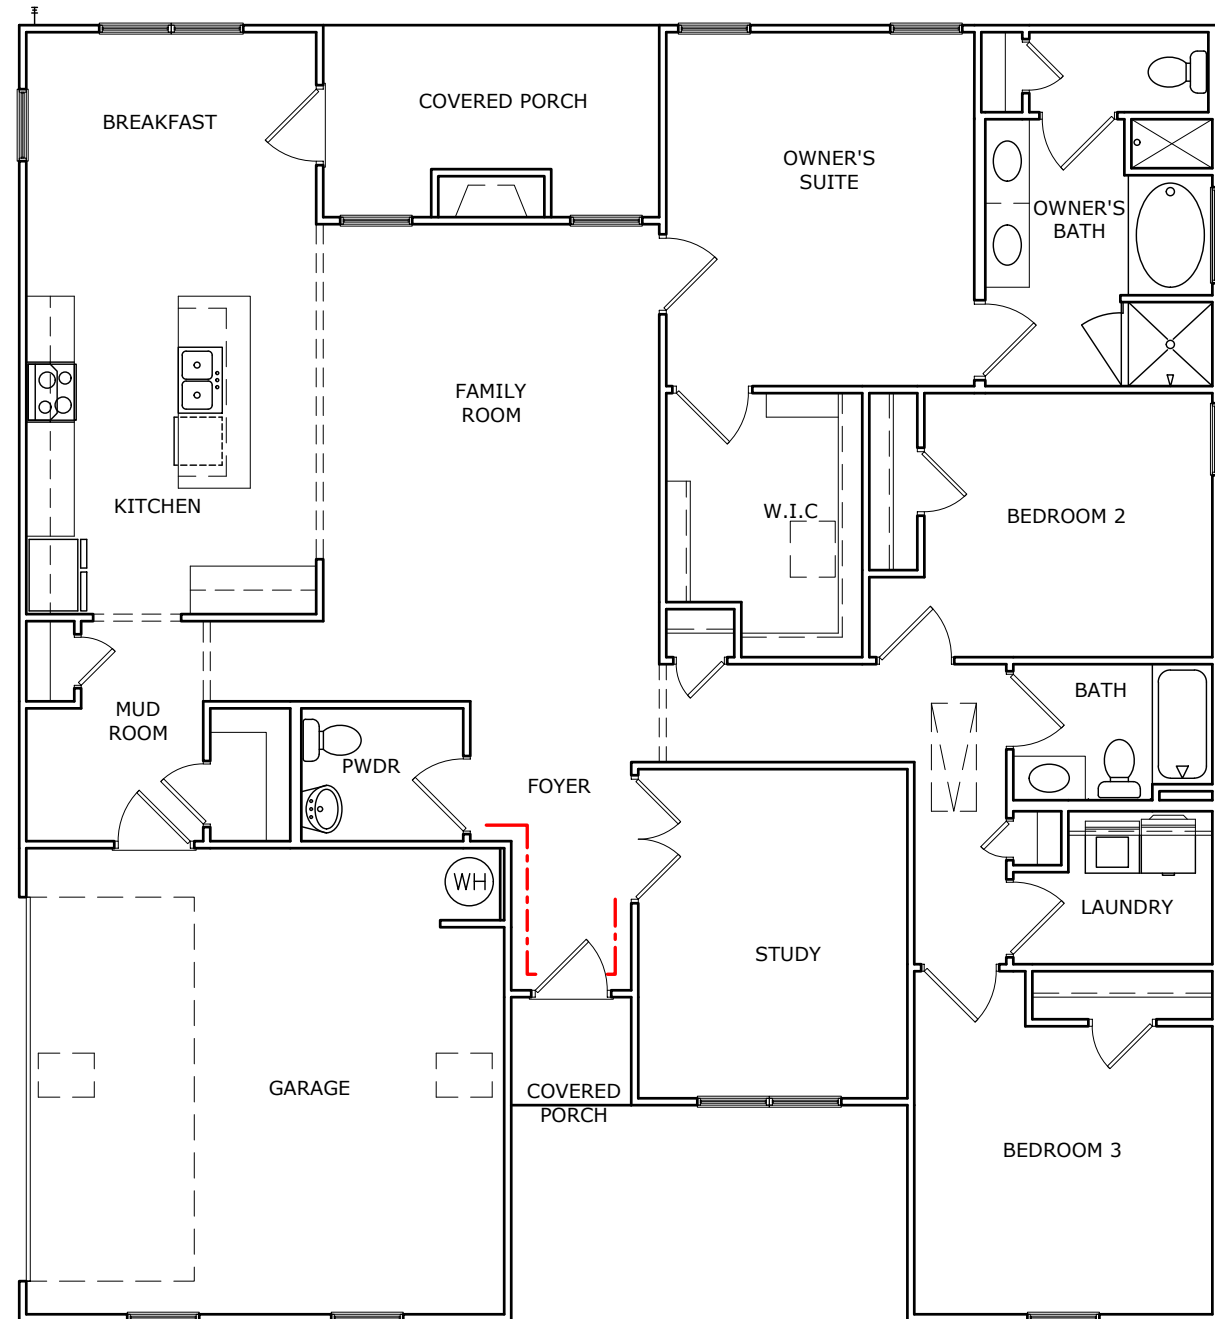 COVERED PORCH
BREAKFAST
OWNER'S
SUITE
OWNER'S
BATH
FAMILY
ROOM
KITCHEN
W.I.C
BEDROOM 2
BATH
MUD
ROOM
PWDR
FOYER
WH
LAUNDRY
STUDY
GARAGE
COVERED
PORCH
BEDROOM 3